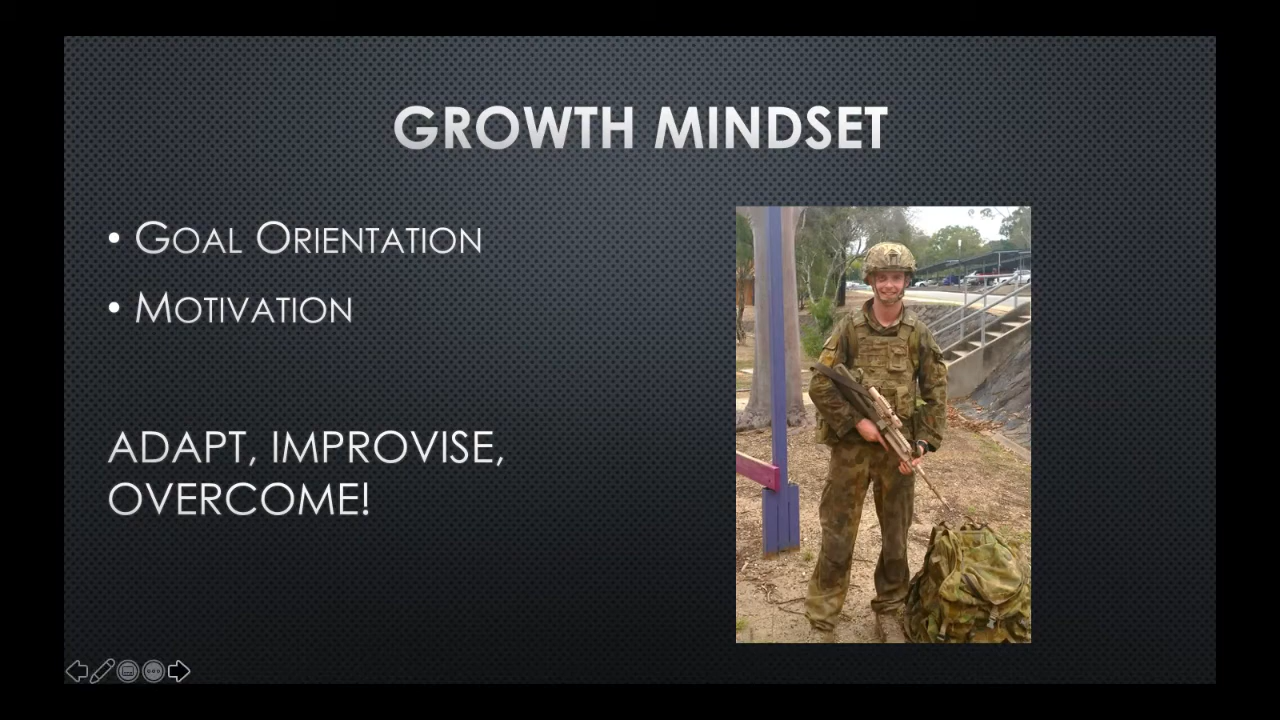 GROWTH MINDSET
• GOAL ORIENTATION
• MOTIVATION
ADAPT, IMPROVISE,
OVERCOME!